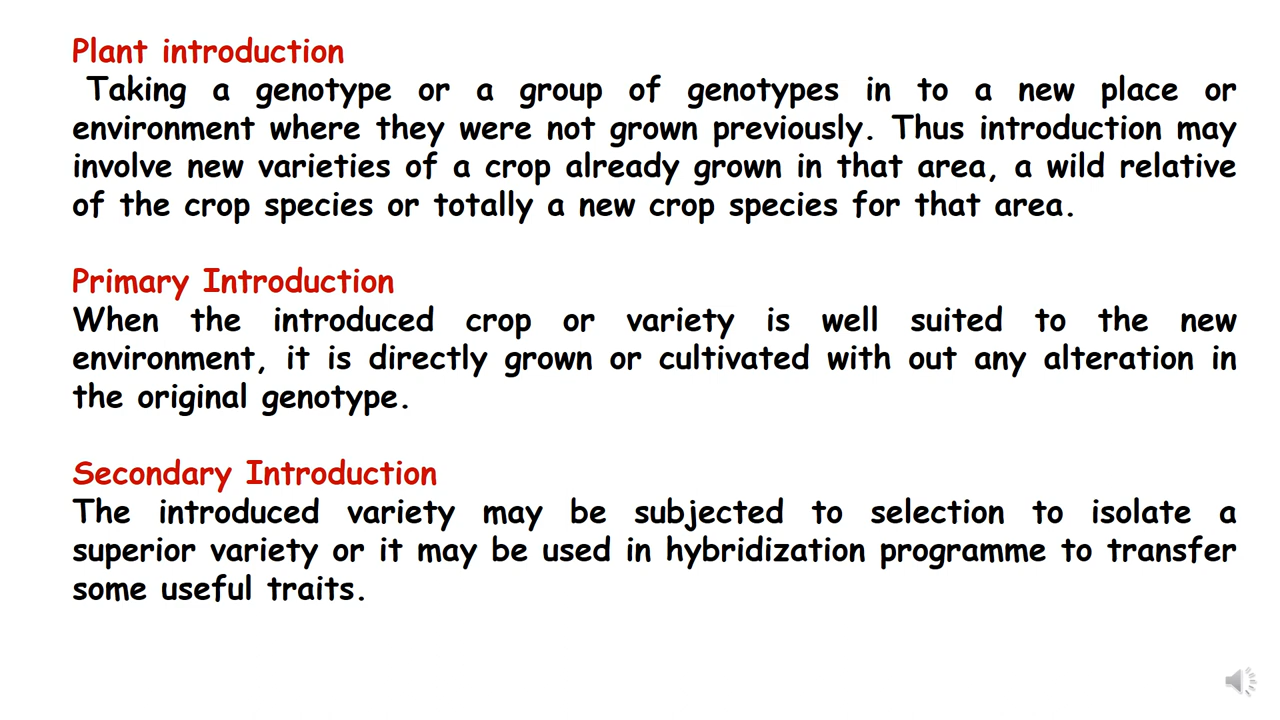 Plant introduction
Taking a genotype or a group of genotypes in to a new place or
environment where they were not grown previously. Thus introduction may
involve new varieties of a crop already grown in that area, a wild relative
of the crop species or totally a new crop species for that area.
Primary Introduction
When the introduced crop or variety is well suited to the new
environment, it is directly grown or cultivated with out any alteration in
the original genotype.
Secondary Introduction
The introduced variety may be subjected to selection to isolate a
superior variety or it may be used in hybridization programme to transfer
some useful traits.